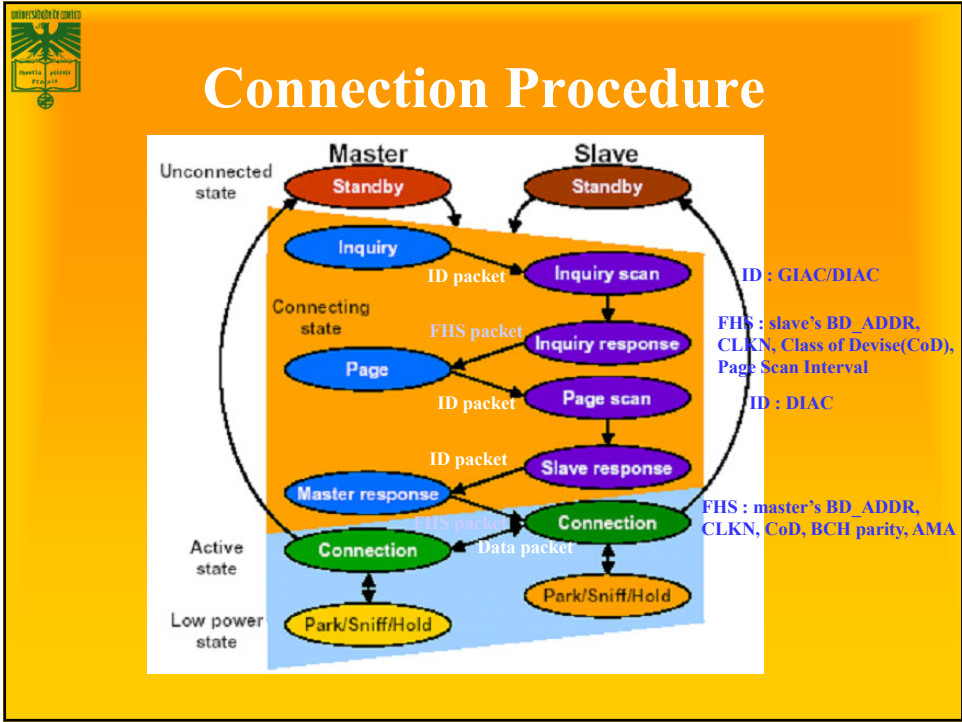 Connection Procedure
Master
Slave
Unconnected
state
Standby
Standby
Inquiry
ID packet
Inquiry scan
ID : GIAC/DIAC
Connecting
state
FHS packet
Inquiry response
FHS : slave's BD_ADDR,
CLKN, Class of Devise(CoD),
Page Scan Interval
Page
ID packet
Page scan
ID : DIAC
ID packet
Slave response
Master response
FHS packet
Connection
FHS : master's BD_ADDR,
CLKN, CoD, BCH parity, AMA
Active
state
Connection
Data packet
Low power
state
Park/Sniff/Hold
Park/Sniff/Hold